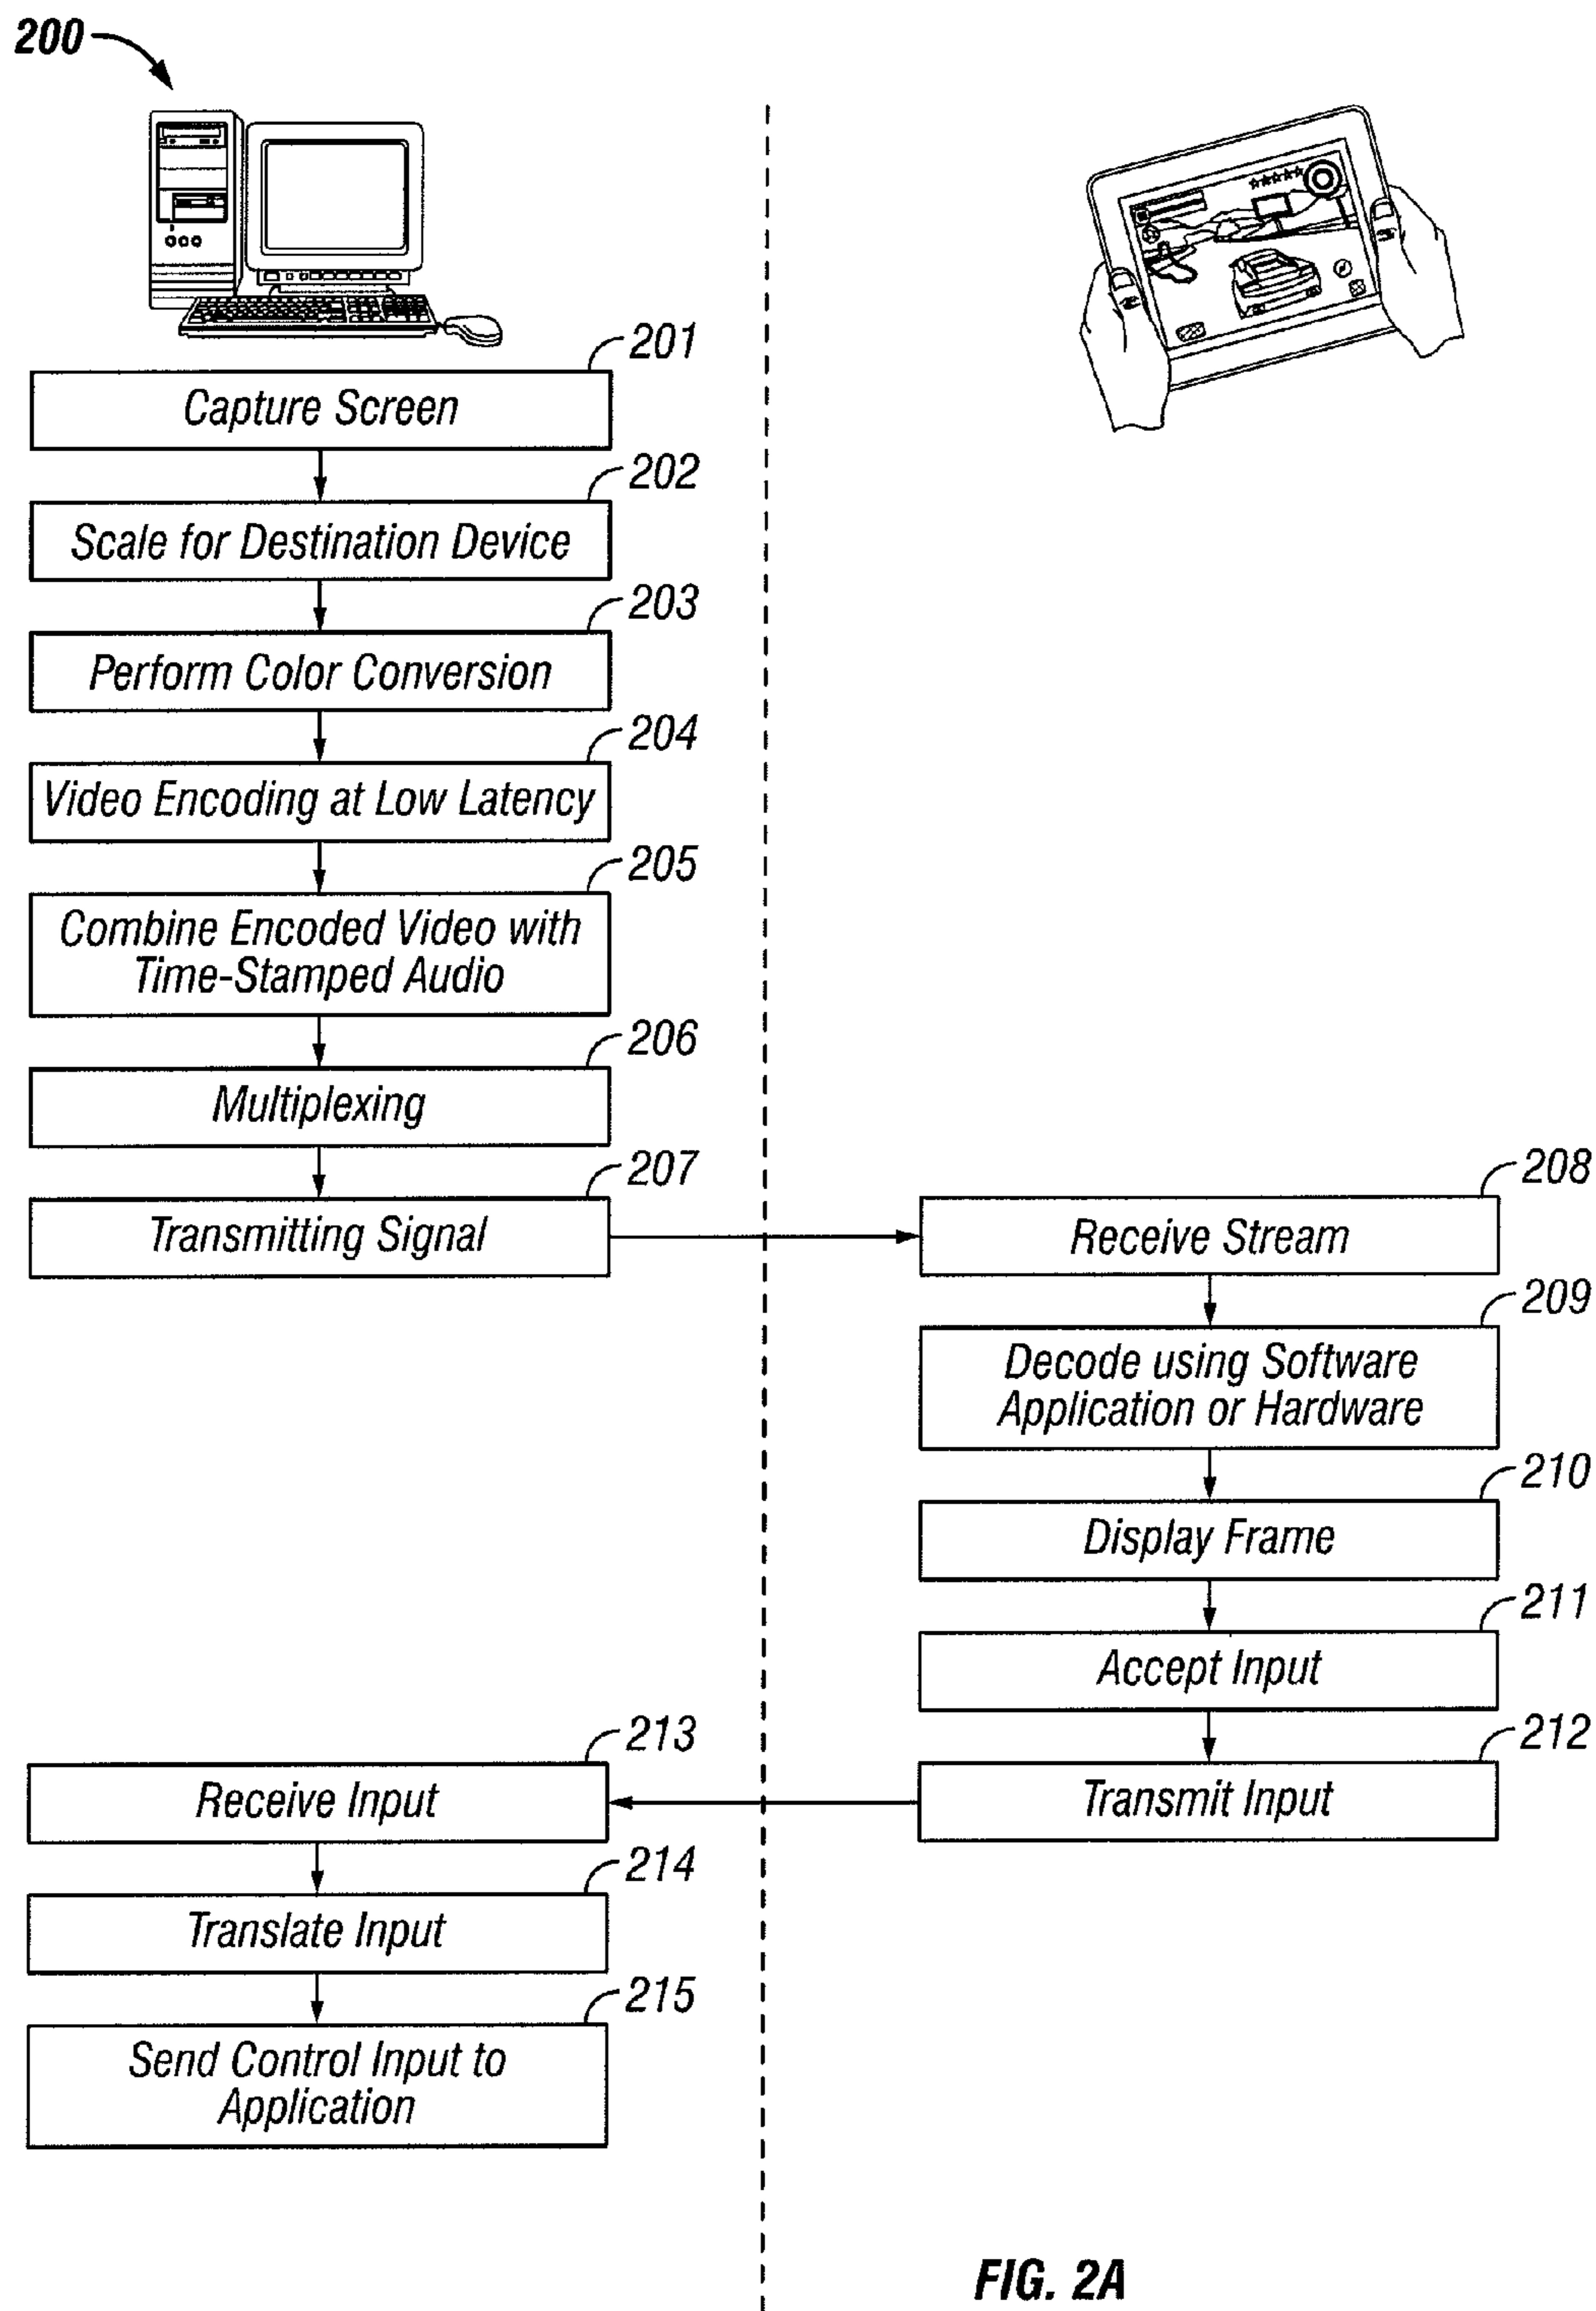 200
201
Capture Screen
202
Scale for Destination Device
203
Perform Color Conversion
204
Video Encoding at Low Latency
205
Combine Encoded Video with
Time-Stamped Audio
206
Multiplexing
207
Transmitting Signal
208
Receive Stream
209
Decode using Software
Application or Hardware
210
Display Frame
211
Accept Input
212
Transmit Input
213
Receive Input
214
Translate Input
215
Send Control Input to
Application
FIG. 2A